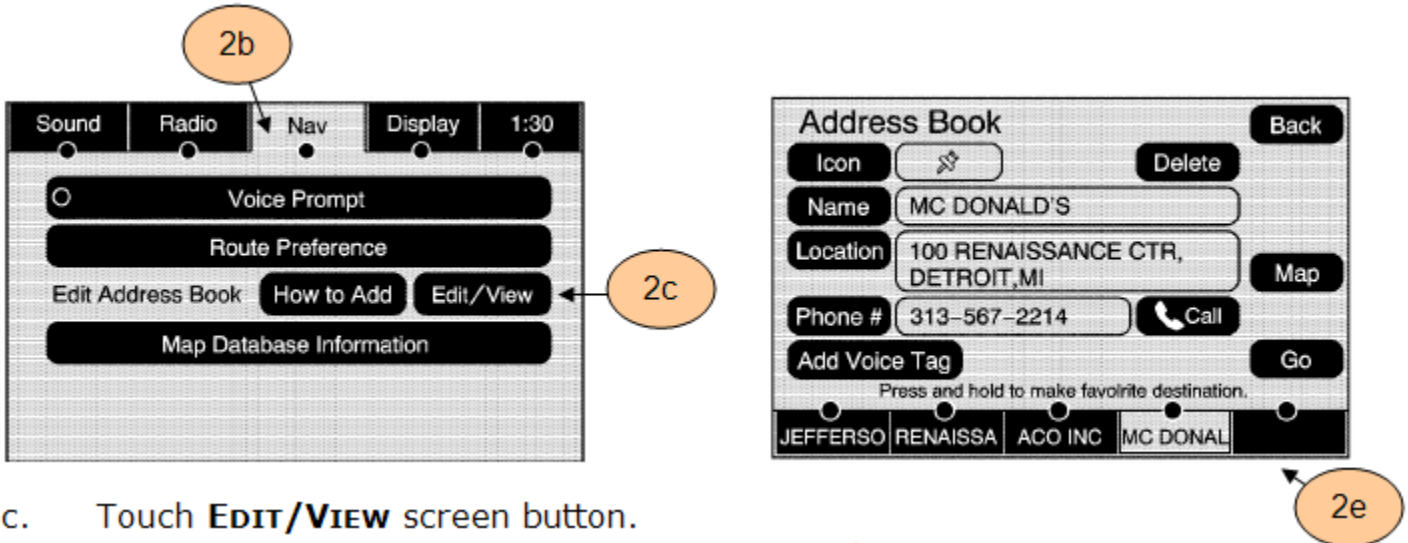 2b
Sound Radio Nav Display 1:30
Voice Prompt
Route Preference
Edit Address Book How to Add Edit/View
2c
Map Database Information
Address Book Back
Icon Delete
Name MC DONALD'S
Location 100 RENAISSANCE CTR,
DETROIT,MI
Map
Phone # 313-567-2214 Call
Add Voice Tag Go
Press and hold to make favolrite destination.
JEFFERSO RENAISSA ACO INC MC DONAL
2e
c. Touch EDIT/VIEW screen button.